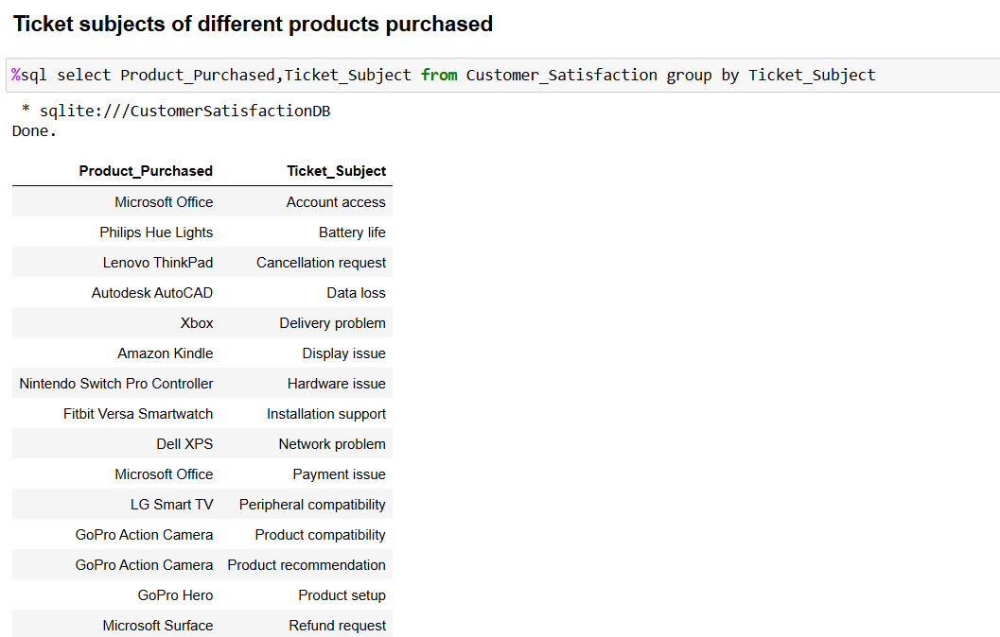 Ticket subjects of different products purchased
%sql select Product_Purchased,Ticket_Subject from Customer_Satisfaction group by Ticket_Subject
* sqlite:///CustomerSatisfactionDB
Done.
Product_Purchased Ticket_Subject
Microsoft Office Account access
Philips Hue Lights Battery life
Lenovo ThinkPad Cancellation request
Autodesk AutoCAD Data loss
Xbox Delivery problem
Amazon Kindle Display issue
Nintendo Switch Pro Controller Hardware issue
Fitbit Versa Smartwatch Installation support
Dell XPS Network problem
Microsoft Office Payment issue
LG Smart TV Peripheral compatibility
GoPro Action Camera Product compatibility
GoPro Action Camera Product recommendation
GoPro Hero Product setup
Microsoft Surface Refund request